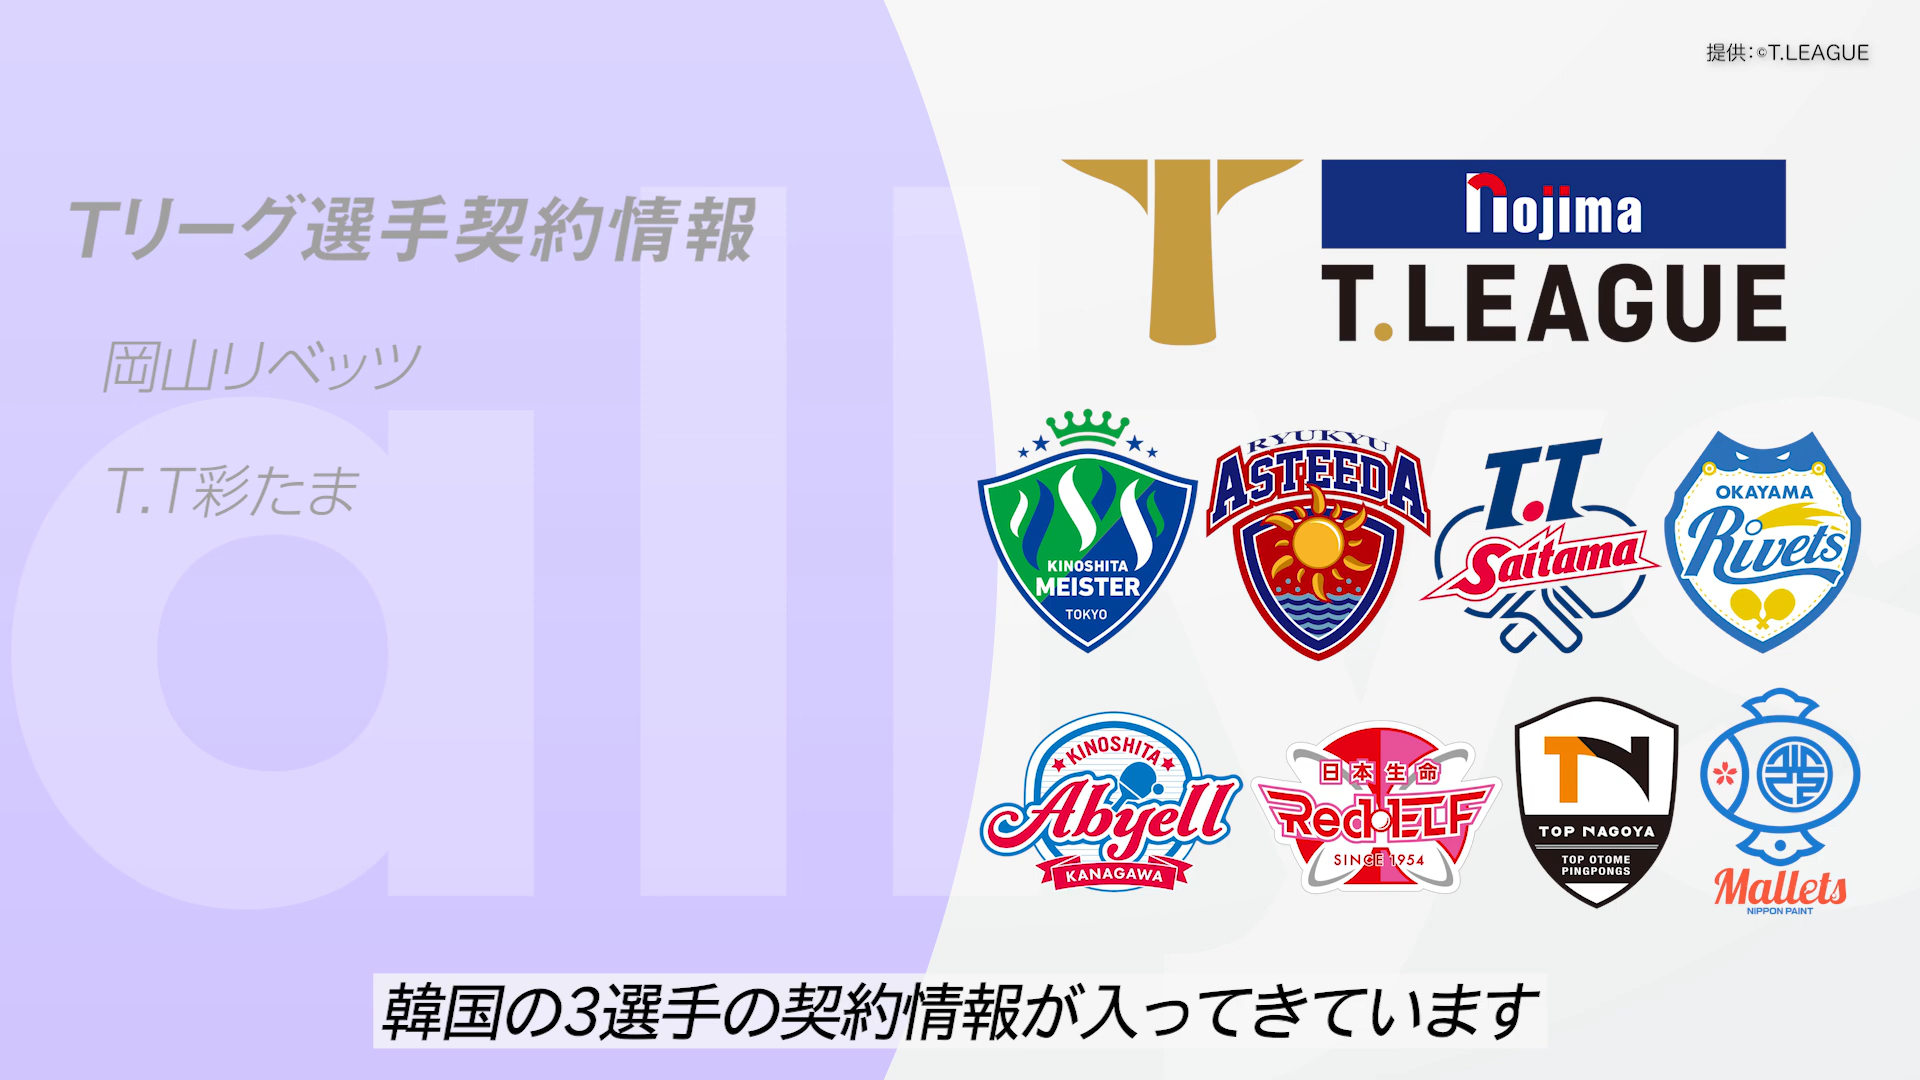 提供：©T.LEAGUE
Tリーグ選手契約情報
岡山リベッツ
T.T彩たま
nojima
T.LEAGUE
KINOSHITA
MEISTER
TOKYO
RYUKYU
ASTEEDA
T.T
Saitama
OKAYAMA
Rivets
KINOSHITA
Abyell
KANAGAWA
日本生命
Red ELF
SINCE 1954
TN
TOP NAGOYA
TOP OTOME
PINGPONGS
Mallets
NIPPON PAINT
韓国の3選手の契約情報が入ってきています